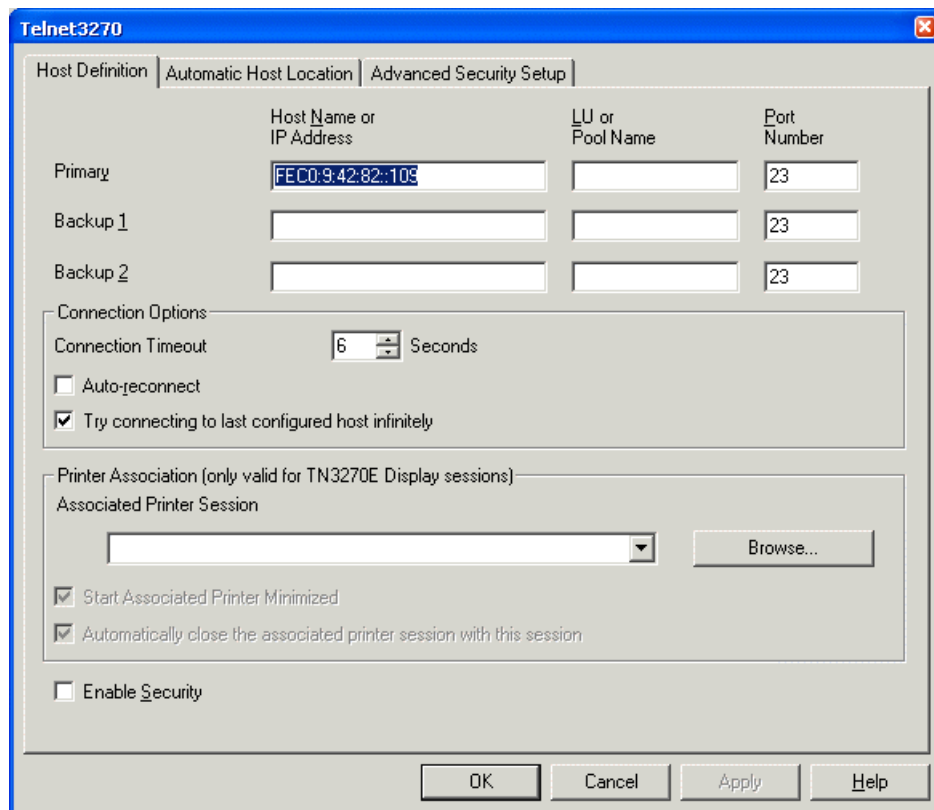 Telnet3270
Host Definition Automatic Host Location Advanced Security Setup
Host Name or LU or Port
IP Address Pool Name Number
Primary FEC0:9:42:82::109 23
Backup 1 23
Backup 2 23
Connection Options
Connection Timeout 6 Seconds
Auto-reconnect
Try connecting to last configured host infinitely
Printer Association (only valid for TN3270E Display sessions)
Associated Printer Session
Browse...
Start Associated Printer Minimized
Automatically close the associated printer session with this session
Enable Security
OK Cancel Apply Help